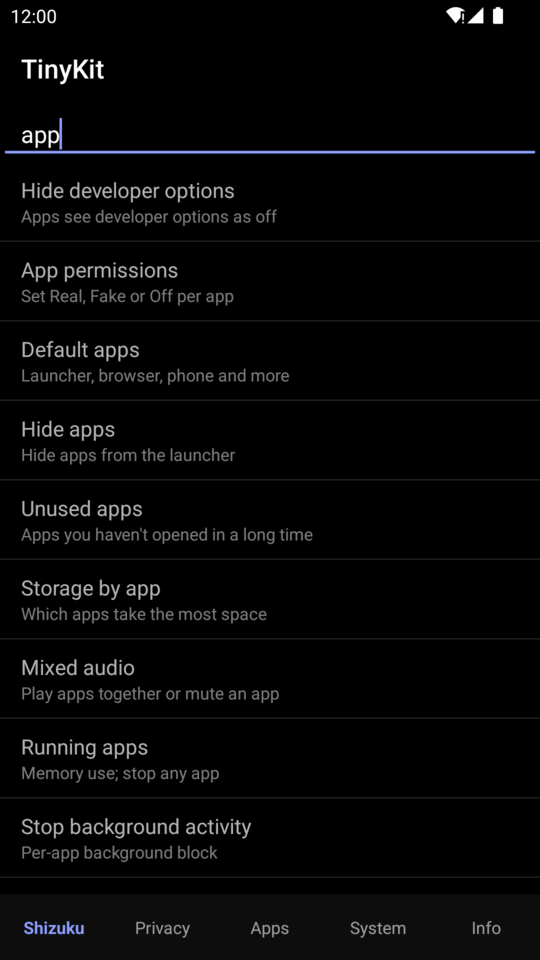 12:00
TinyKit
app
Hide developer options
Apps see developer options as off
App permissions
Set Real, Fake or Off per app
Default apps
Launcher, browser, phone and more
Hide apps
Hide apps from the launcher
Unused apps
Apps you haven't opened in a long time
Storage by app
Which apps take the most space
Mixed audio
Play apps together or mute an app
Running apps
Memory use; stop any app
Stop background activity
Per-app background block
Shizuku Privacy Apps System Info